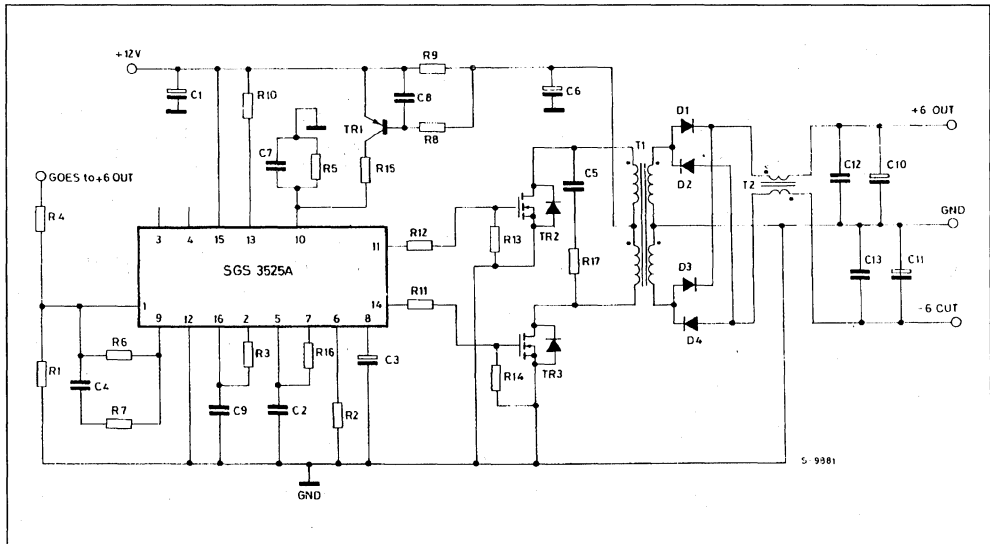 +12V
C1
R10
C7
R5
TR1
R15
C8
R9
R8
C6
GOES to +6 OUT
R4
3 4 15 13 10
SGS 3525A
11
14
1
9 12 16 2 5 7 6 8
R12
R11
R13
TR2
C5
R17
R14
TR3
T1
D1
D2
D3
D4
T2
C12
C10
C13
C11
+6 OUT
GND
-6 OUT
R1
R6
C4
R7
C9
R3
C2
R16
R2
C3
GND
S-9881